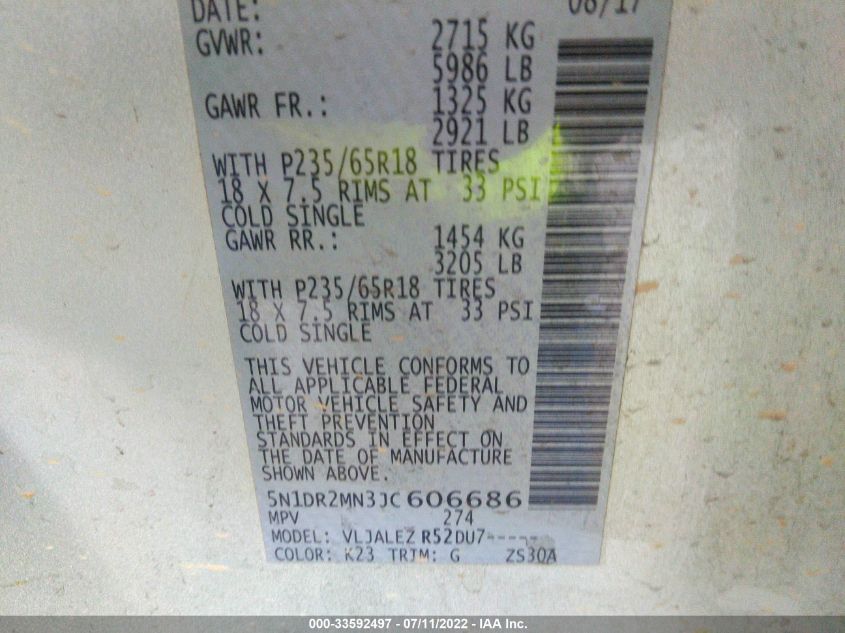 DATE: 08/17
GVWR: 2715 KG
5986 LB
GAWR FR.: 1325 KG
2921 LB
WITH P235/65R18 TIRES
18 X 7.5 RIMS AT 33 PSI
COLD SINGLE
GAWR RR.: 1454 KG
3205 LB
WITH P235/65R18 TIRES
18 X 7.5 RIMS AT 33 PSI
COLD SINGLE
THIS VEHICLE CONFORMS TO
ALL APPLICABLE FEDERAL
MOTOR VEHICLE SAFETY AND
THEFT PREVENTION
STANDARDS IN EFFECT ON
THE DATE OF MANUFACTURE
SHOWN ABOVE.
5N1DR2MN3JC606686
MPV 274
MODEL: VLJALEZ R52DU7-----
COLOR: K23 TRIM: G ZS30A
000-33592497 - 07/11/2022 - IAA Inc.